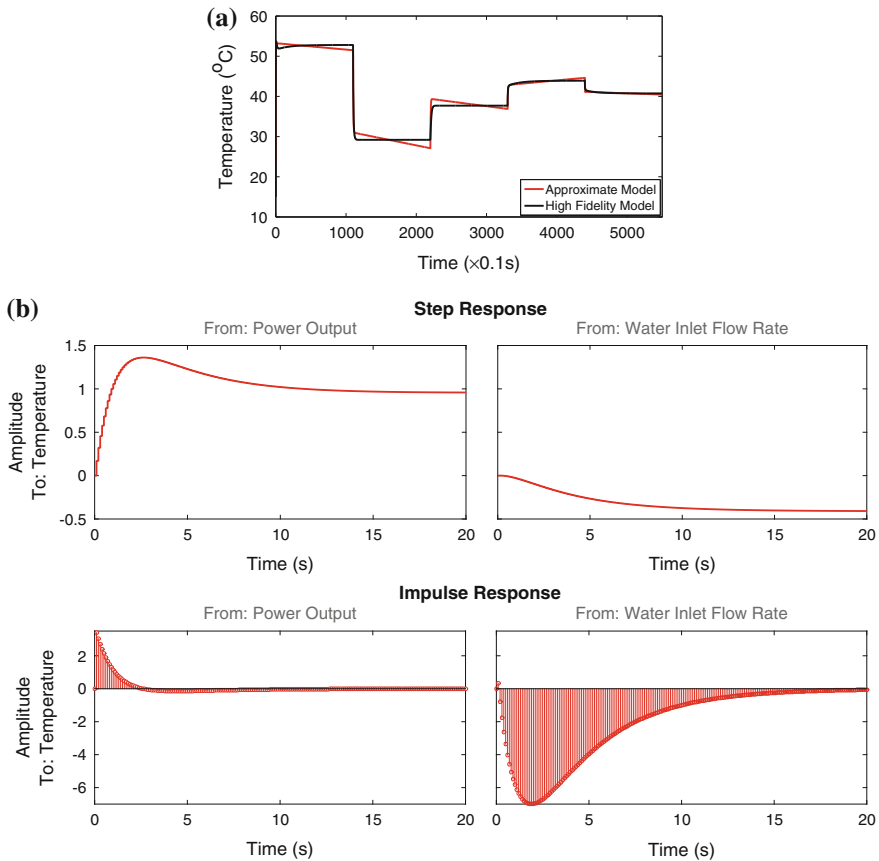 (a)
Temperature (°C)
60
50
40
30
20
10
0 1000 2000 3000 4000 5000
Time (×0.1s)
Approximate Model
High Fidelity Model
(b)
Step Response
From: Power Output
From: Water Inlet Flow Rate
Amplitude
To: Temperature
1.5
1
0.5
0
-0.5
0 5 10 15 20
0 5 10 15 20
Time (s)
Time (s)
Impulse Response
From: Power Output
From: Water Inlet Flow Rate
Amplitude
To: Temperature
2
0
-2
-4
-6
0 5 10 15 20
0 5 10 15 20
Time (s)
Time (s)